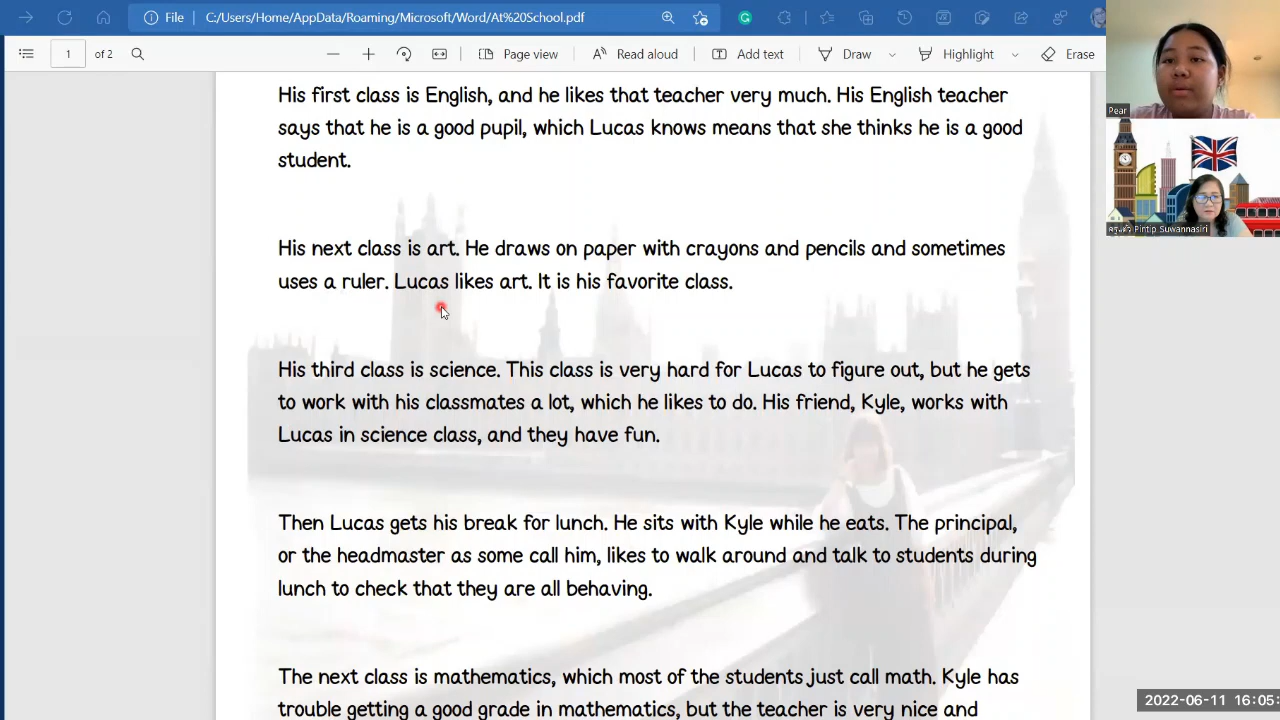 File
C:/Users/Home/AppData/Roaming/Microsoft/Word/At%20School.pdf
1
of 2
Page view
Read aloud
Add text
Draw
Highlight
Erase
Pear
Pintip Suwannasiri
His first class is English, and he likes that teacher very much. His English teacher
says that he is a good pupil, which Lucas knows means that she thinks he is a good
student.
His next class is art. He draws on paper with crayons and pencils and sometimes
uses a ruler. Lucas likes art. It is his favorite class.
His third class is science. This class is very hard for Lucas to figure out, but he gets
to work with his classmates a lot, which he likes to do. His friend, Kyle, works with
Lucas in science class, and they have fun.
Then Lucas gets his break for lunch. He sits with Kyle while he eats. The principal,
or the headmaster as some call him, likes to walk around and talk to students during
lunch to check that they are all behaving.
The next class is mathematics, which most of the students just call math. Kyle has
trouble getting a good grade in mathematics, but the teacher is very nice and
2022-06-11 16:05: